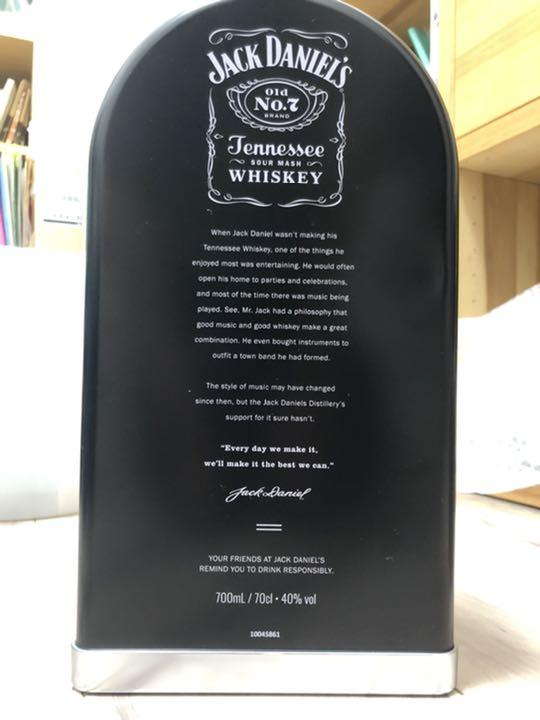 JACK DANIEL'S
Old
No.7
BRAND
Tennessee
SOUR MASH
WHISKEY
When Jack Daniel wasn't making his
Tennessee Whiskey, one of the things he
enjoyed most was entertaining. He would often
open his home to parties and celebrations,
and most of the time there was music being
played. See, Mr. Jack had a philosophy that
good music and good whiskey make a great
combination. He even bought instruments to
outfit a town band he had formed.
The style of music may have changed
since then, but the Jack Daniels Distillery's
support for it sure hasn't.
"Every day we make it,
we'll make it the best we can."
Jack Daniel
YOUR FRIENDS AT JACK DANIEL'S
REMIND YOU TO DRINK RESPONSIBLY.
700mL / 70cl • 40% vol
10045861